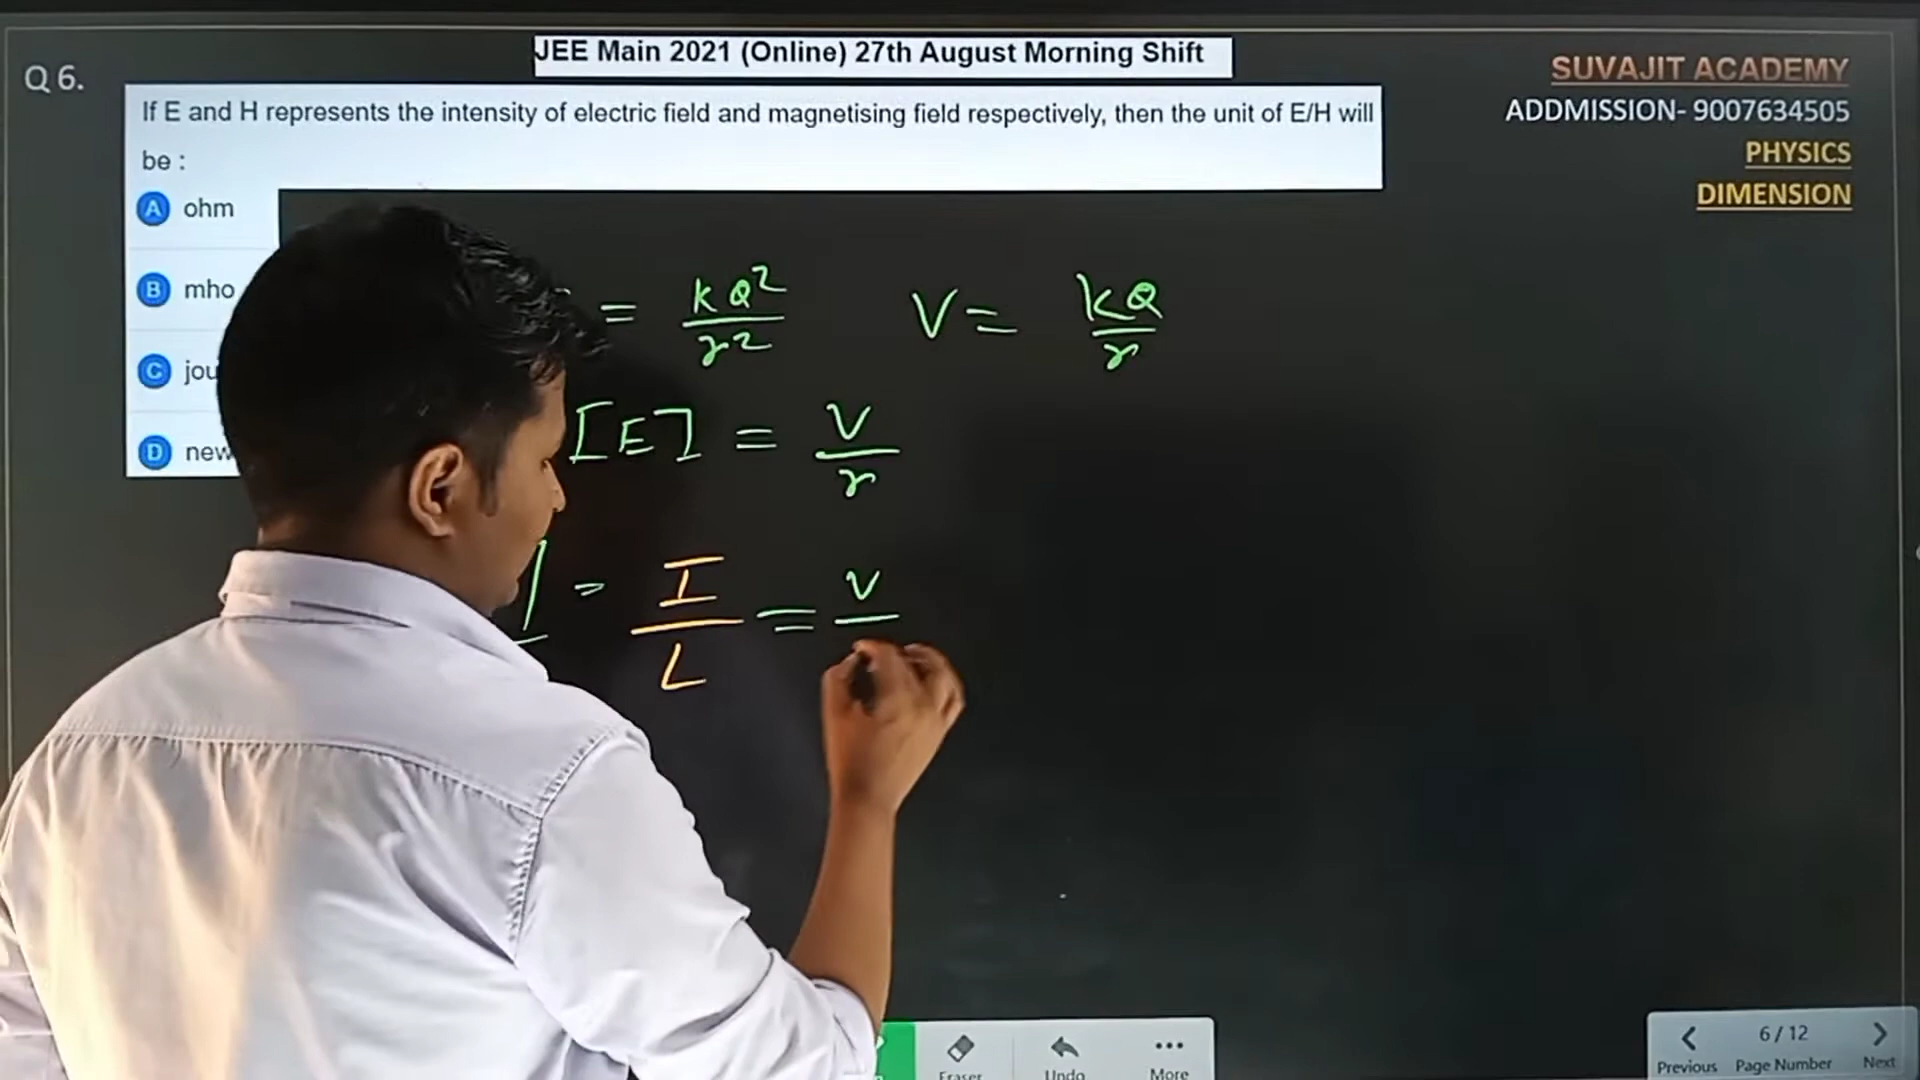 JEE Main 2021 (Online) 27th August Morning Shift
Q 6.
If E and H represents the intensity of electric field and magnetising field respectively, then the unit of E/H will
be :
A ohm
B mho
C jou
D new
SUVAJIT ACADEMY
ADDMISSION- 9007634505
PHYSICS
DIMENSION
= kQ²/r² V = kQ/r
[E] = V/r
= I/L = V
Eraser
Undo
More
Previous
6 / 12
Page Number
Next